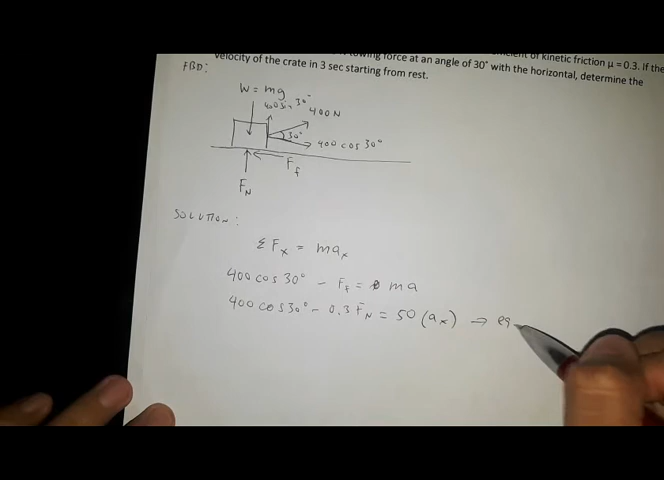 towing force at an angle of 30° with the horizontal, determine the
of kinetic friction μ = 0.3. If the
velocity of the crate in 3 sec starting from rest.
FBD:
W = mg
400 sin 30°
400 N
30°
400 cos 30°
Ff
FN
SOLUTION:
ΣFx = max
400 cos 30° - Ff = ma
400 cos 30° - 0.3 FN = 50 (ax) → eq